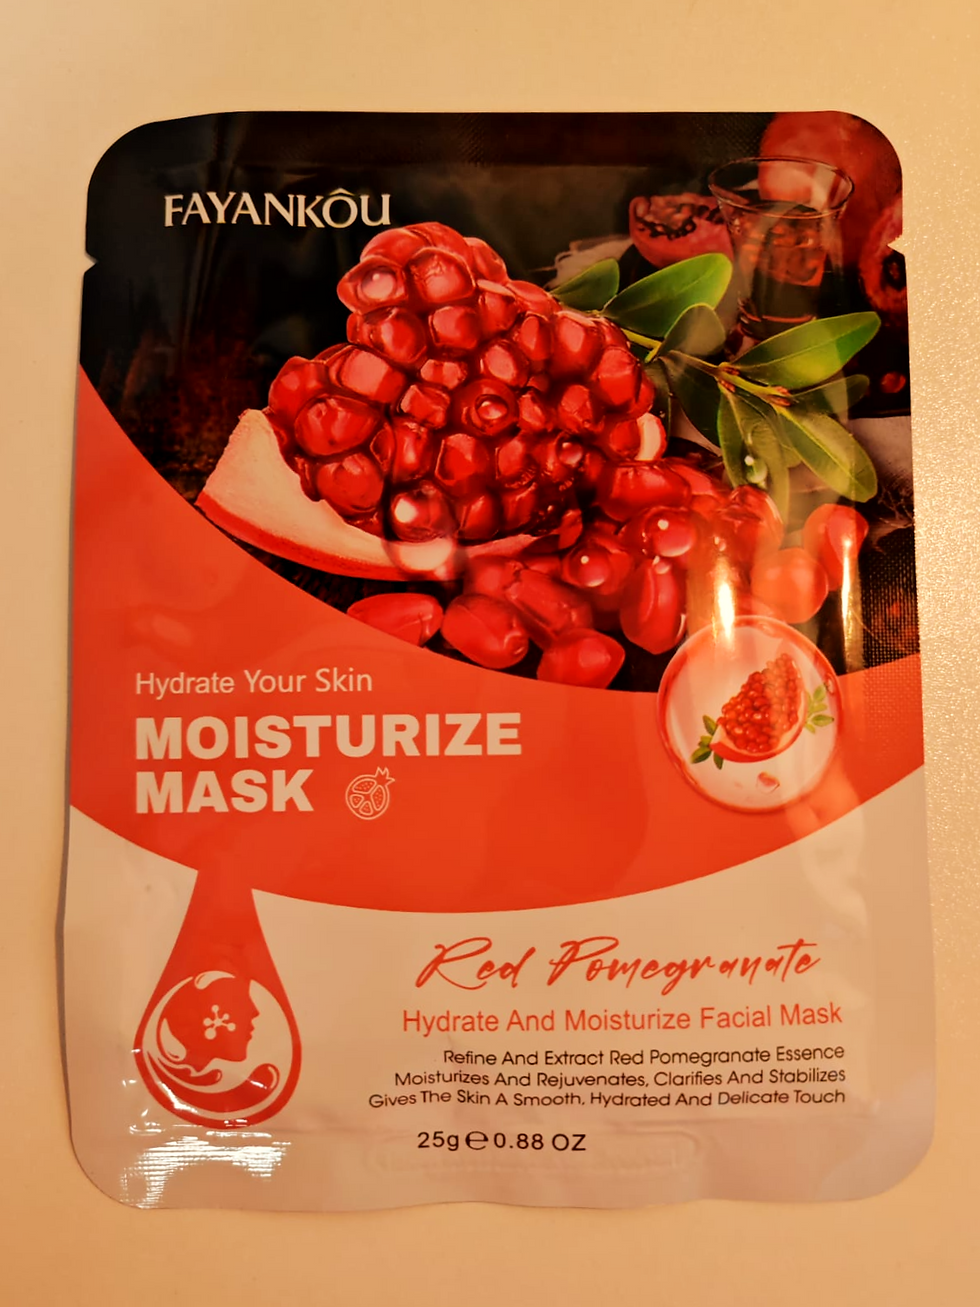 FAYANKÔU
Hydrate Your Skin
MOISTURIZE
MASK
Red Pomegranate
Hydrate And Moisturize Facial Mask
Refine And Extract Red Pomegranate Essence
Moisturizes And Rejuvenates, Clarifies And Stabilizes
Gives The Skin A Smooth, Hydrated And Delicate Touch
25g℮0.88 OZ